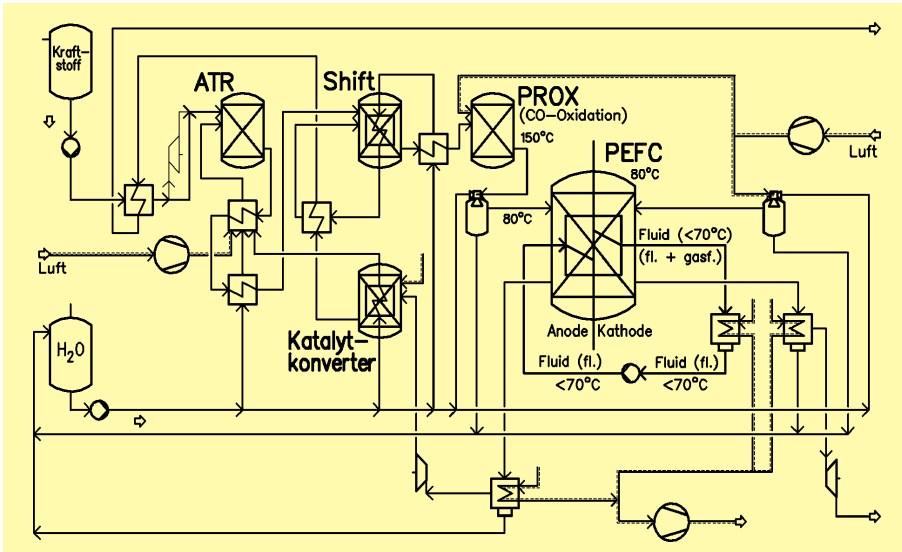 Kraft-
stoff
ATR
Shift
PROX
(CO-Oxidation)
150°C
Luft
PEFC
80°C
80°C
Fluid (<70°C)
(fl. + gasf.)
Luft
Anode Kathode
H2O
Katalyt-
konverter
Fluid (fl.)
<70°C
Fluid (fl.)
<70°C